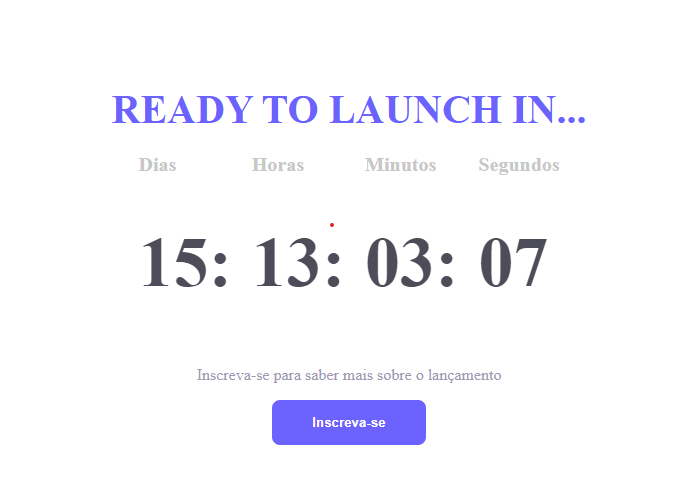 READY TO LAUNCH IN...
Dias Horas Minutos Segundos
15: 13: 03: 07
Inscreva-se para saber mais sobre o lançamento
Inscreva-se